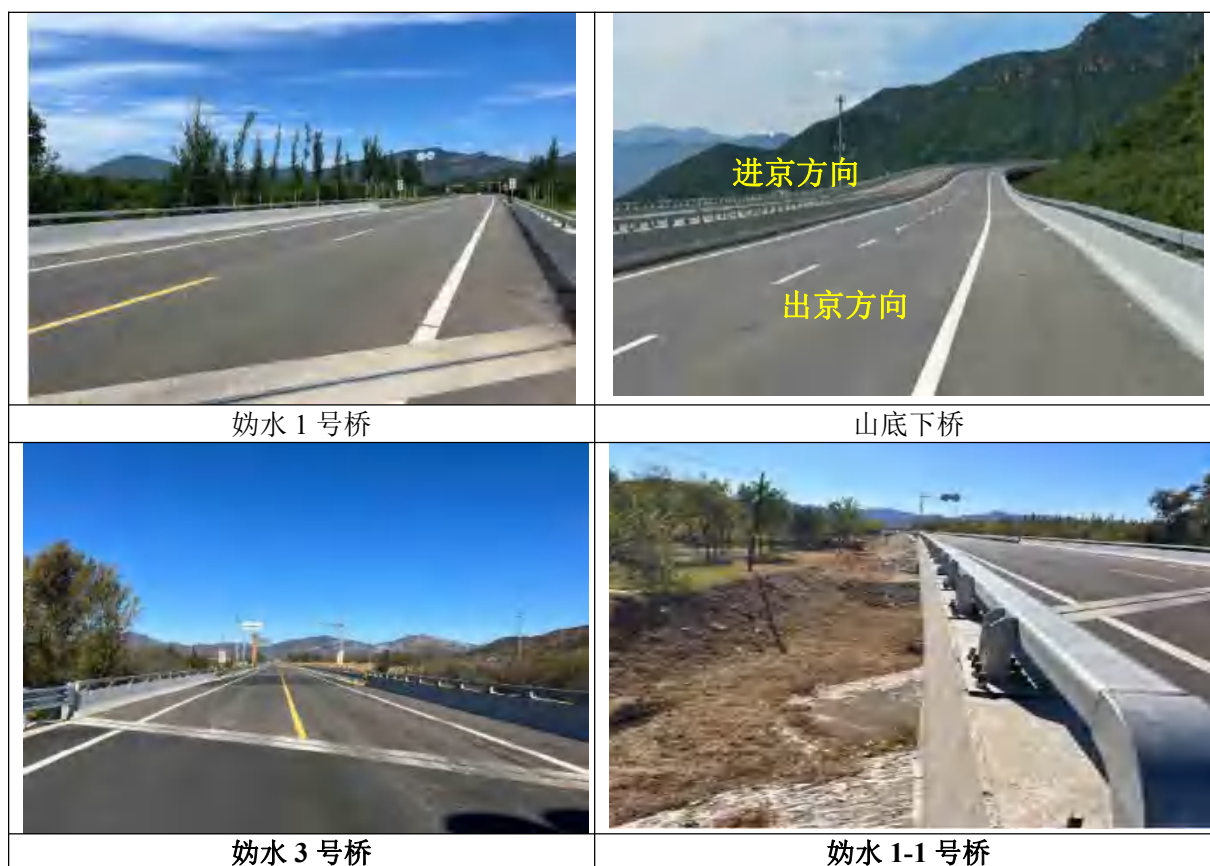 进京方向
出京方向
妫水 1 号桥
山底下桥
妫水 3 号桥
妫水 1-1 号桥